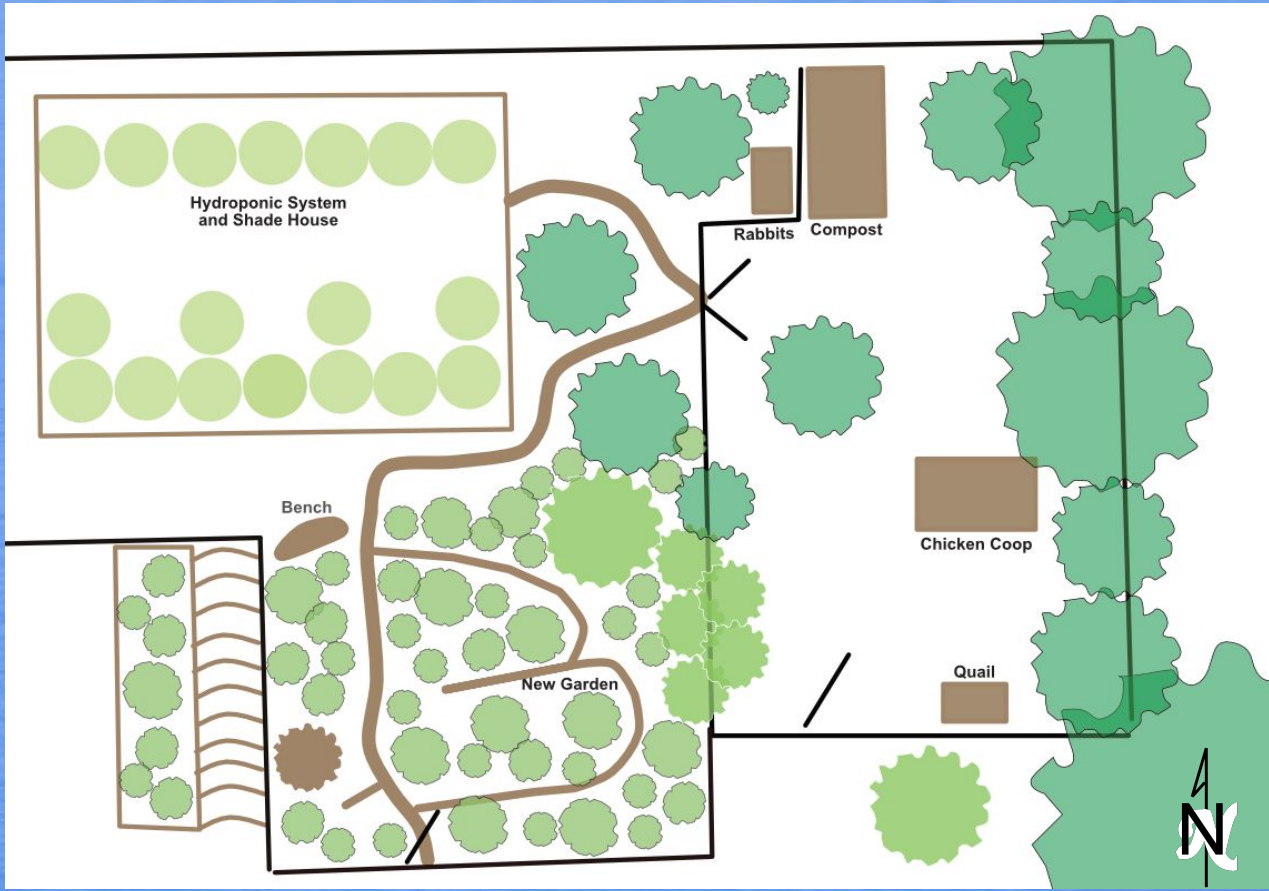 Hydroponic System
and Shade House
Rabbits
Compost
Bench
Chicken Coop
Quail
New Garden
N